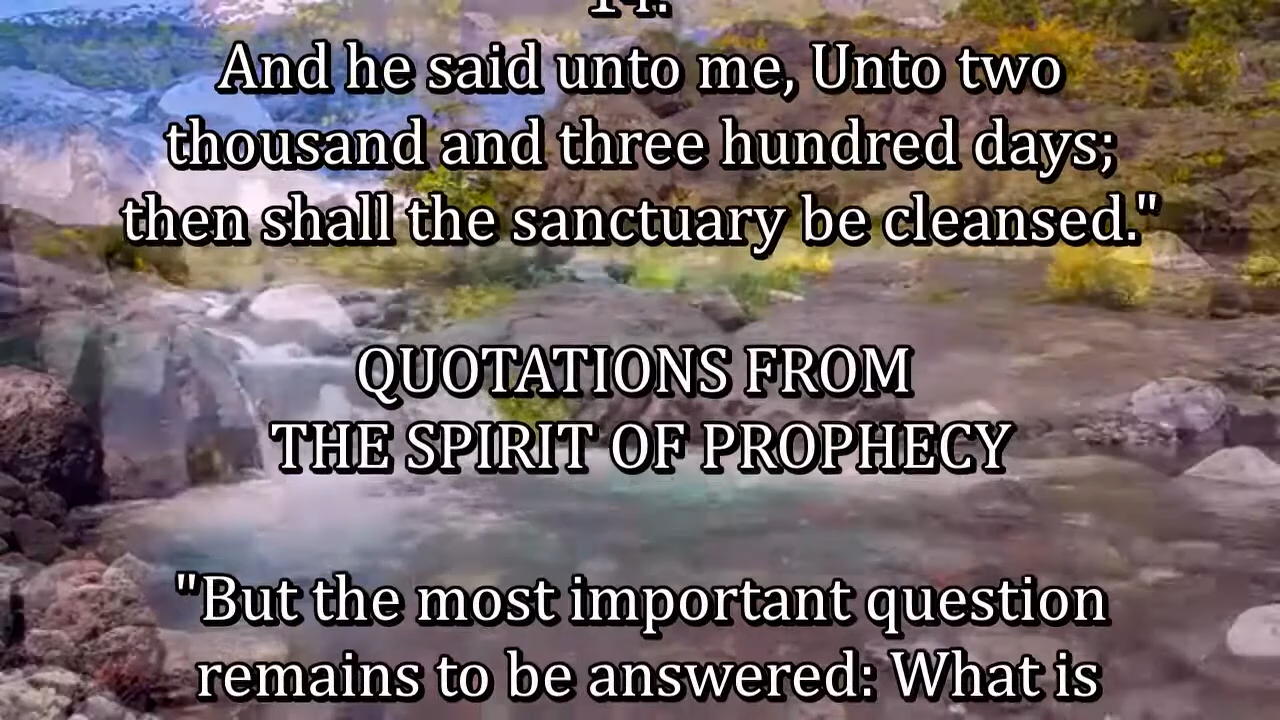 14:
And he said unto me, Unto two
thousand and three hundred days;
then shall the sanctuary be cleansed."
QUOTATIONS FROM
THE SPIRIT OF PROPHECY
"But the most important question
remains to be answered: What is